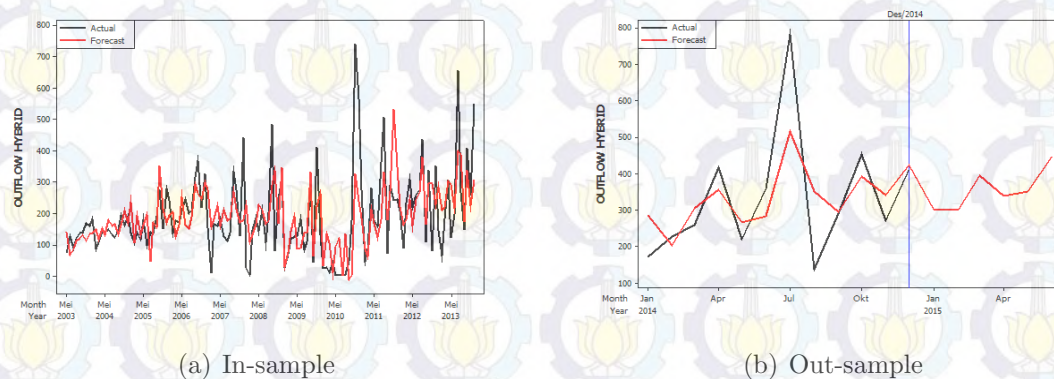 Actual
Forecast
OUTFLOW HYBRID
800
700
600
500
400
300
200
100
0
Month Mei Mei Mei Mei Mei Mei Mei Mei Mei Mei Mei
Year 2003 2004 2005 2006 2007 2008 2009 2010 2011 2012 2013
(a) In-sample
Des/2014
Actual
Forecast
OUTFLOW HYBRID
800
700
600
500
400
300
200
100
Month Jan Apr Jul Okt Jan Apr
Year 2014 2015
(b) Out-sample